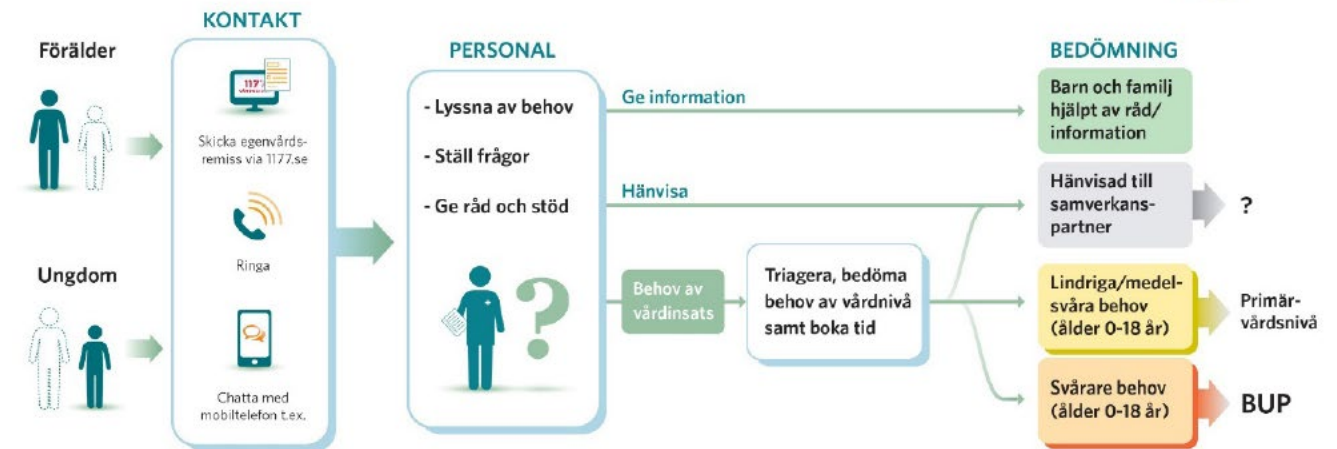 KONTAKT
Förälder
PERSONAL
BEDÖMNING
1177
Skicka egenvårds-
remiss via 1177.se
Ringa
Ungdom
Chatta med
mobiltelefon t.ex.
- Lyssna av behov
- Ställ frågor
- Ge råd och stöd
?
Ge information
Hänvisa
Behov av
vårdinsats
Triagera, bedöma
behov av vårdnivå
samt boka tid
Barn och familj
hjälpt av råd/
information
Hänvisad till
samverkans-
partner
?
Lindriga/medel-
svåra behov
(ålder 0-18 år)
Primär-
vårdsnivå
Svårare behov
(ålder 0-18 år)
BUP